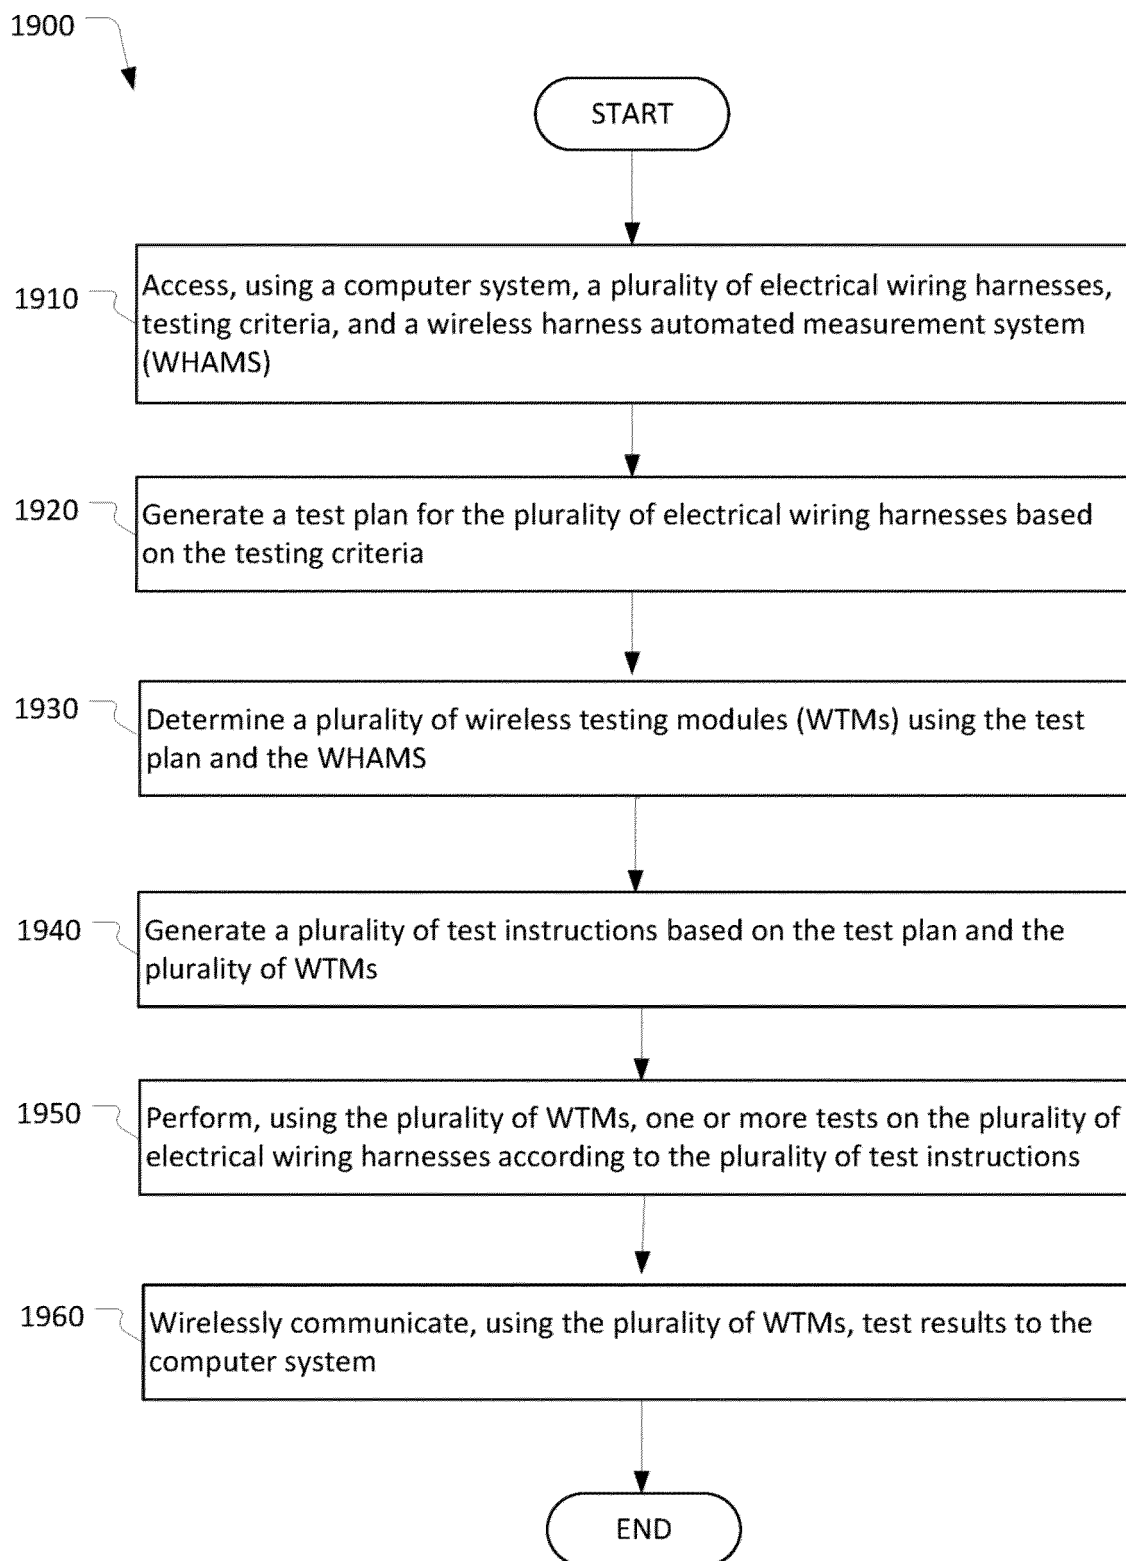 1900
START
1910
Access, using a computer system, a plurality of electrical wiring harnesses,
testing criteria, and a wireless harness automated measurement system
(WHAMS)
1920
Generate a test plan for the plurality of electrical wiring harnesses based
on the testing criteria
1930
Determine a plurality of wireless testing modules (WTMs) using the test
plan and the WHAMS
1940
Generate a plurality of test instructions based on the test plan and the
plurality of WTMs
1950
Perform, using the plurality of WTMs, one or more tests on the plurality of
electrical wiring harnesses according to the plurality of test instructions
1960
Wirelessly communicate, using the plurality of WTMs, test results to the
computer system
END